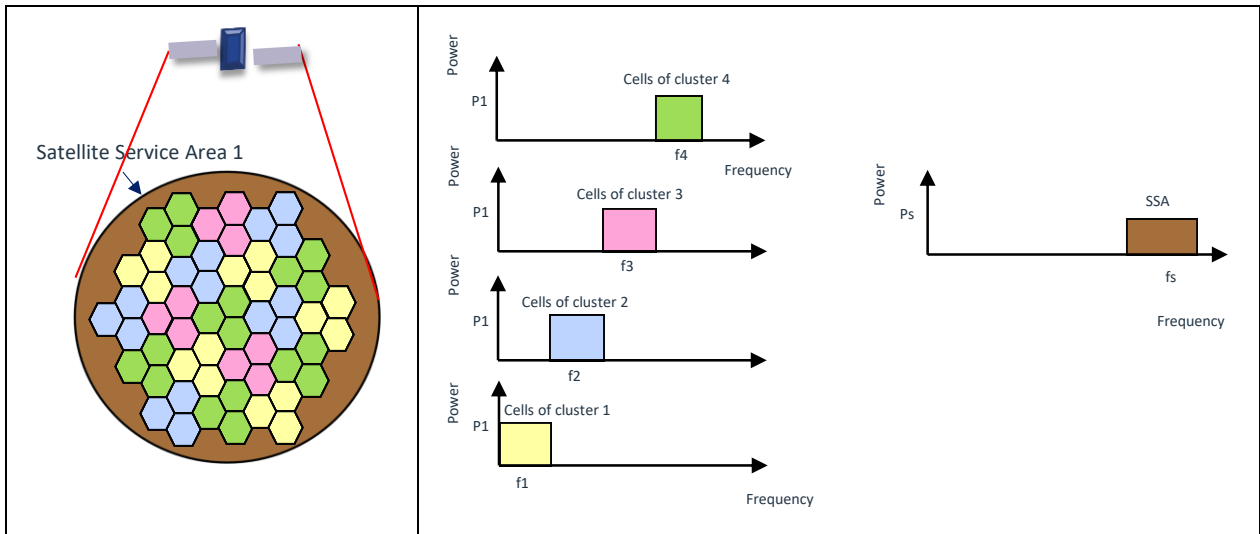 Satellite Service Area 1
Power
P1
Cells of cluster 4
f4
Frequency
Power
P1
Cells of cluster 3
f3
Power
P1
Cells of cluster 2
f2
Power
P1
Cells of cluster 1
f1
Frequency
Power
Ps
SSA
fs
Frequency